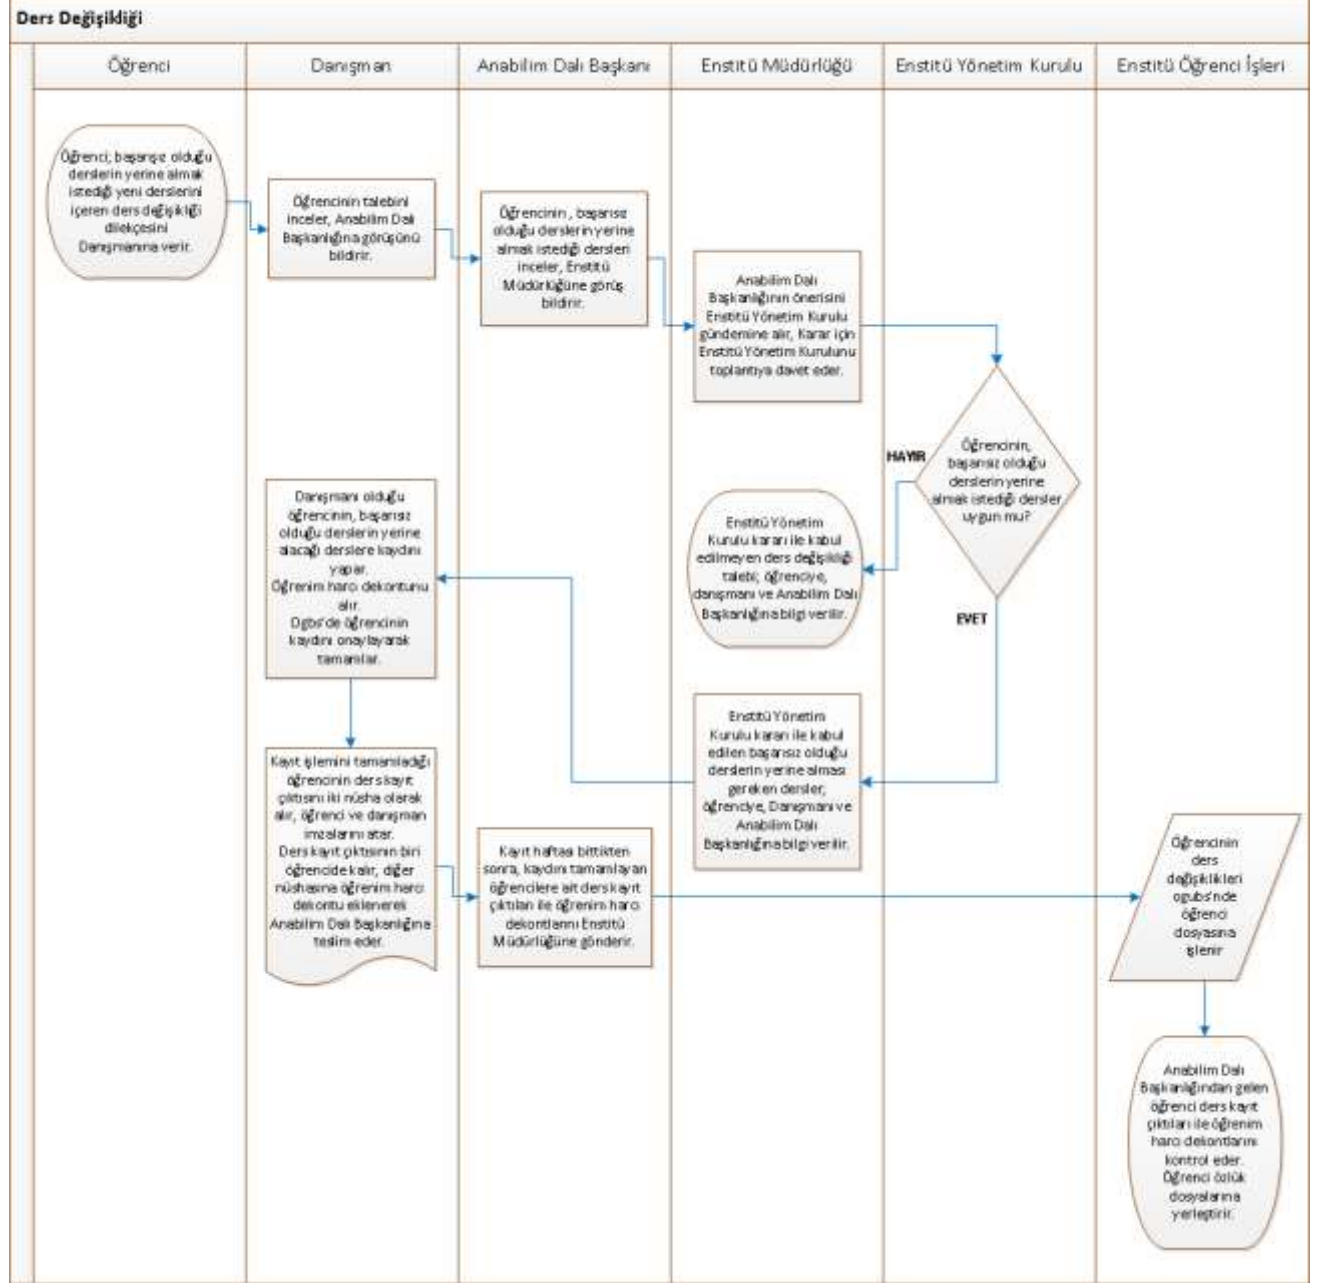 Ders Değişikliği
Öğrenci
Danışman
Anabilim Dalı Başkanı
Enstitü Müdürlüğü
Enstitü Yönetim Kurulu
Enstitü Öğrenci İşleri
Öğrenci; başarısız olduğu
derslerin yerine almak
istediği yeni derslerini
içeren ders değişikliği
dilekçesini
Danışmanına verir.
Öğrencinin talebini
inceler, Anabilim Dalı
Başkanlığına görüşünü
bildirir.
Öğrencinin , başarısız
olduğu derslerin yerine
almak istediği dersleri
inceler, Enstitü
Müdürlüğüne görüş
bildirir.
Anabilim Dalı
Başkanlığının önerisini
Enstitü Yönetim Kurulu
gündemine alır, Karar için
Enstitü Yönetim Kurulunu
toplantıya davet eder.
Öğrencinin,
başarısız olduğu
derslerin yerine
almak istediği dersler
uygun mu?
HAYIR
EVET
Enstitü Yönetim
Kurulu kararı ile kabul
edilmeyen ders değişikliği
talebi; öğrenciye,
danışmanı ve Anabilim Dalı
Başkanlığına bilgi verilir.
Danışmanı olduğu
öğrencinin, başarısız
olduğu derslerin yerine
alacağı derslere kaydını
yapar.
Öğrenim harcı dekontunu
alır.
Ogbs'de öğrencinin
kaydını onaylayarak
tamamlar.
Enstitü Yönetim
Kurulu kararı ile kabul
edilen başarısız olduğu
derslerin yerine alması
gereken dersler;
öğrenciye, Danışmanı ve
Anabilim Dalı
Başkanlığına bilgi verilir.
Kayıt işlemini tamamladığı
öğrencinin ders kayıt
çıktısını iki nüsha olarak
alır, öğrenci ve danışman
imzalarını atar.
Ders kayıt çıktısının biri
öğrencide kalır, diğer
nüshasına öğrenim harcı
dekontu eklenerek
Anabilim Dalı Başkanlığına
teslim eder.
Kayıt haftası bittikten
sonra, kaydını tamamlayan
öğrencilere ait ders kayıt
çıktıları ile öğrenim harcı
dekontlarını Enstitü
Müdürlüğüne gönderir.
Öğrencinin
ders
değişiklikleri
ogubs'nde
öğrenci
dosyasına
işlenir
Anabilim Dalı
Başkanlığından gelen
öğrenci ders kayıt
çıktıları ile öğrenim
harcı dekontlarını
kontrol eder.
Öğrenci özlük
dosyalarına
yerleştirir.